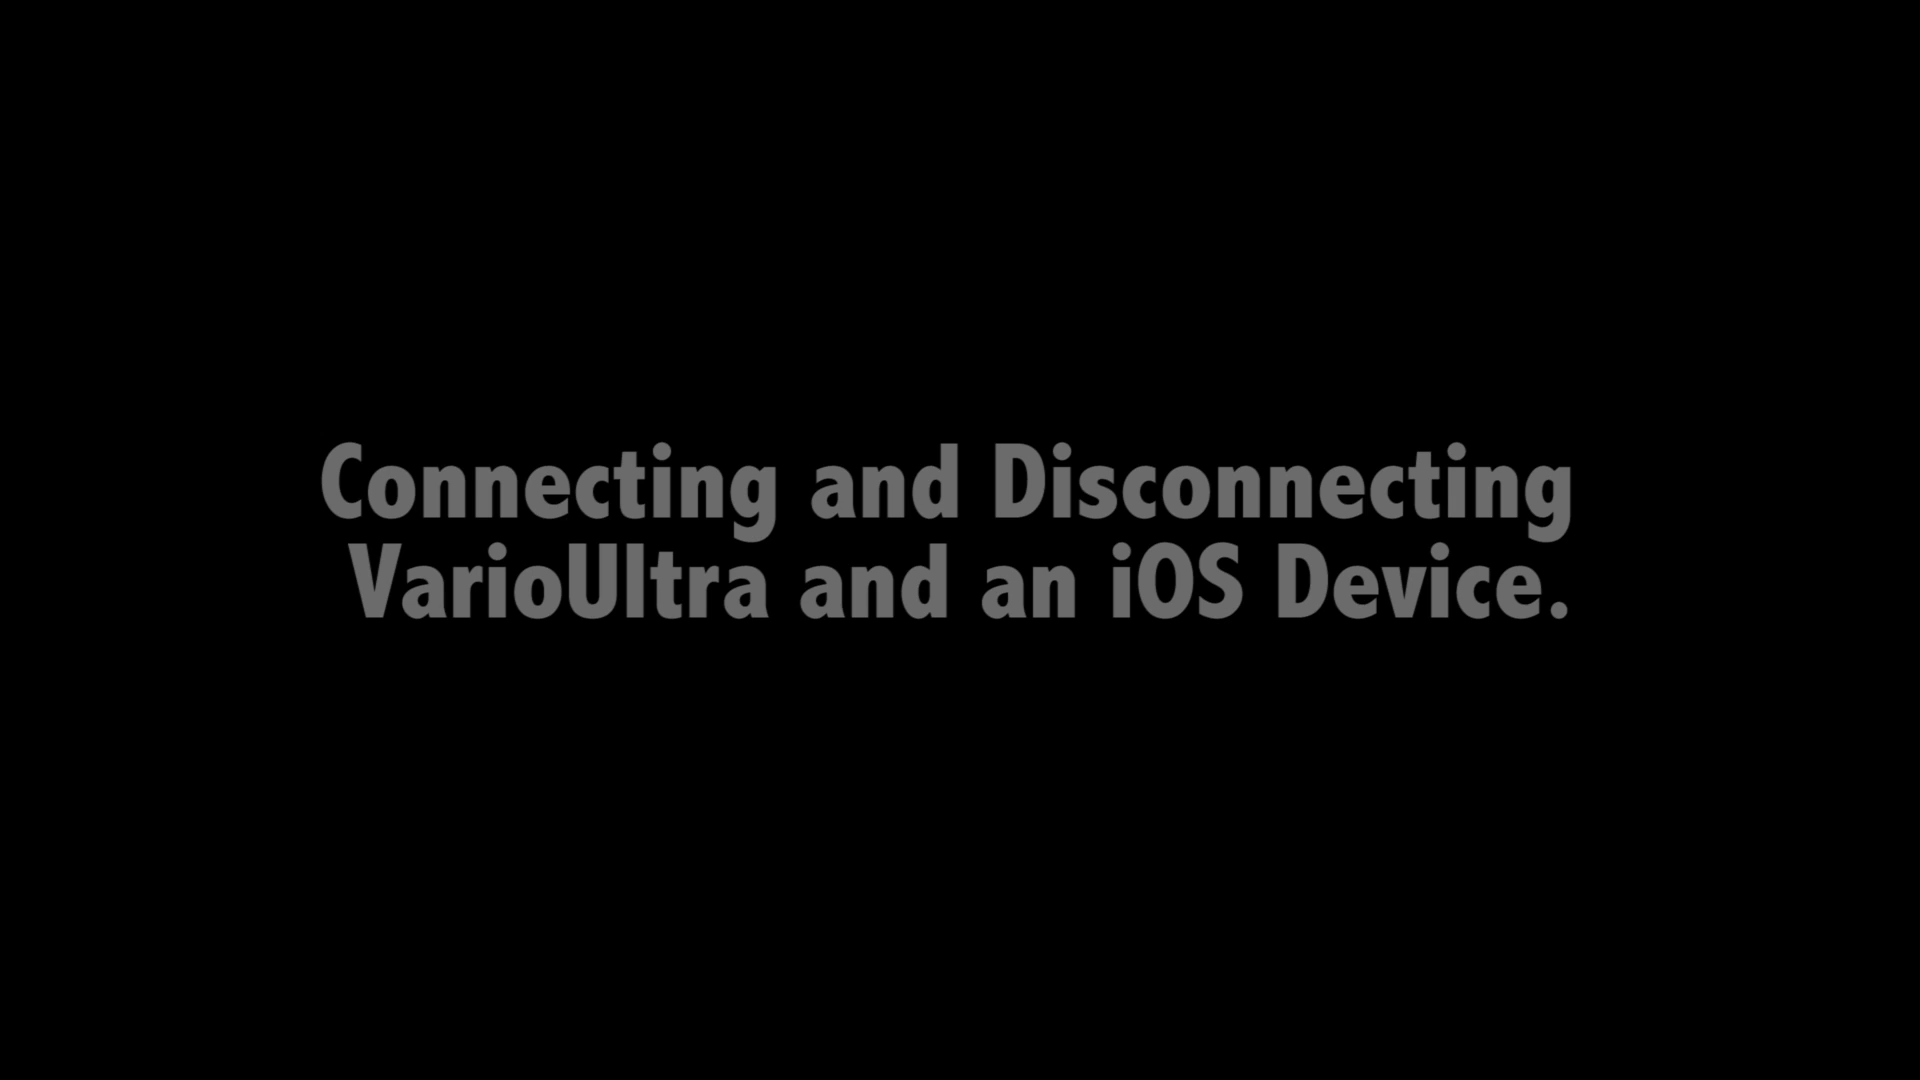 Connecting and Disconnecting
VarioUltra and an iOS Device.